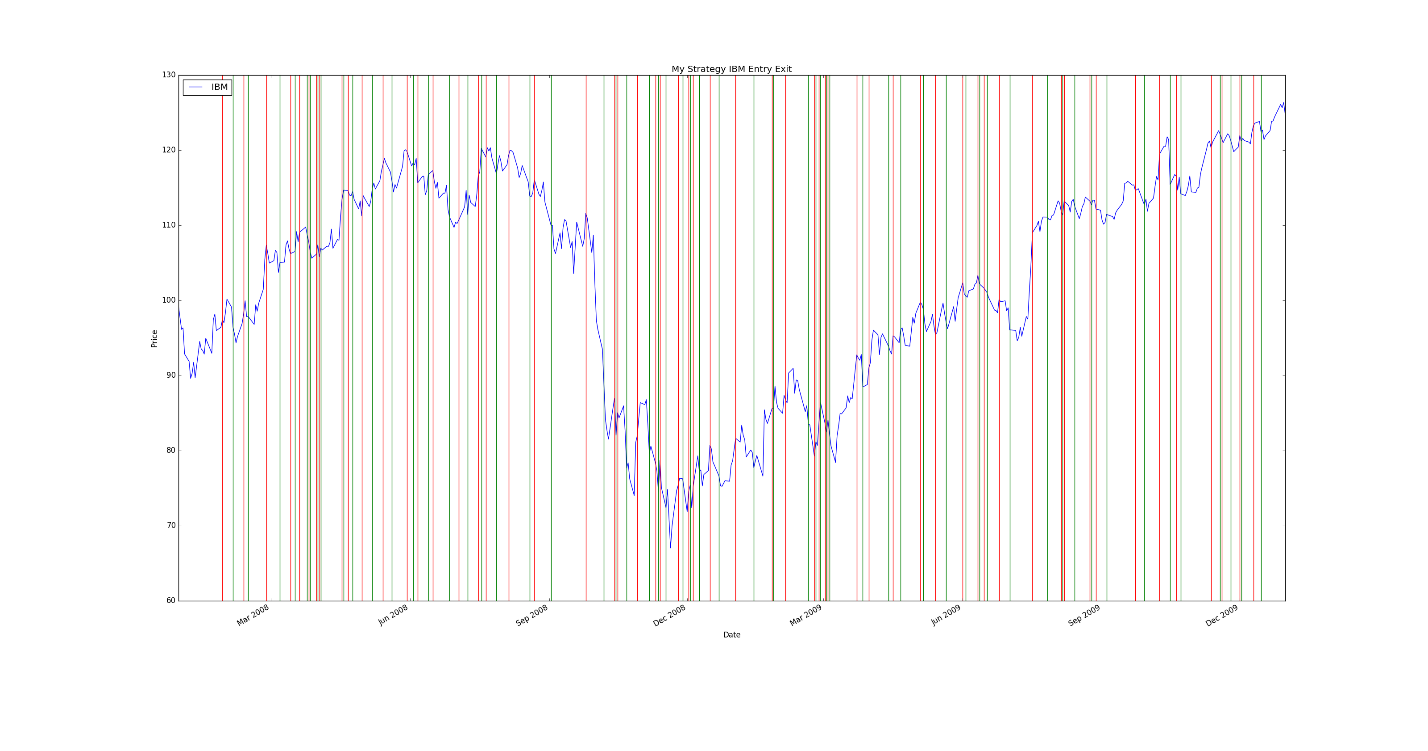 My Strategy IBM Entry Exit
IBM
130
120
110
100
90
80
70
60
Price
Mar 2008
Jun 2008
Sep 2008
Dec 2008
Mar 2009
Jun 2009
Sep 2009
Dec 2009
Date